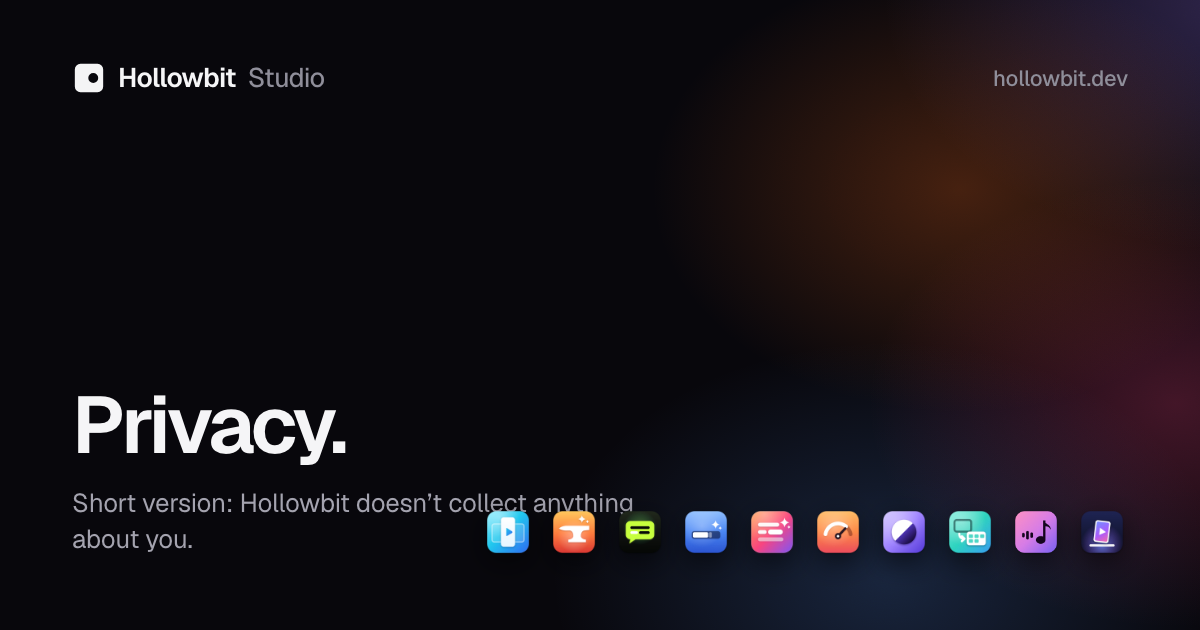 Hollowbit Studio
hollowbit.dev
Privacy.
Short version: Hollowbit doesn’t collect anything
about you.